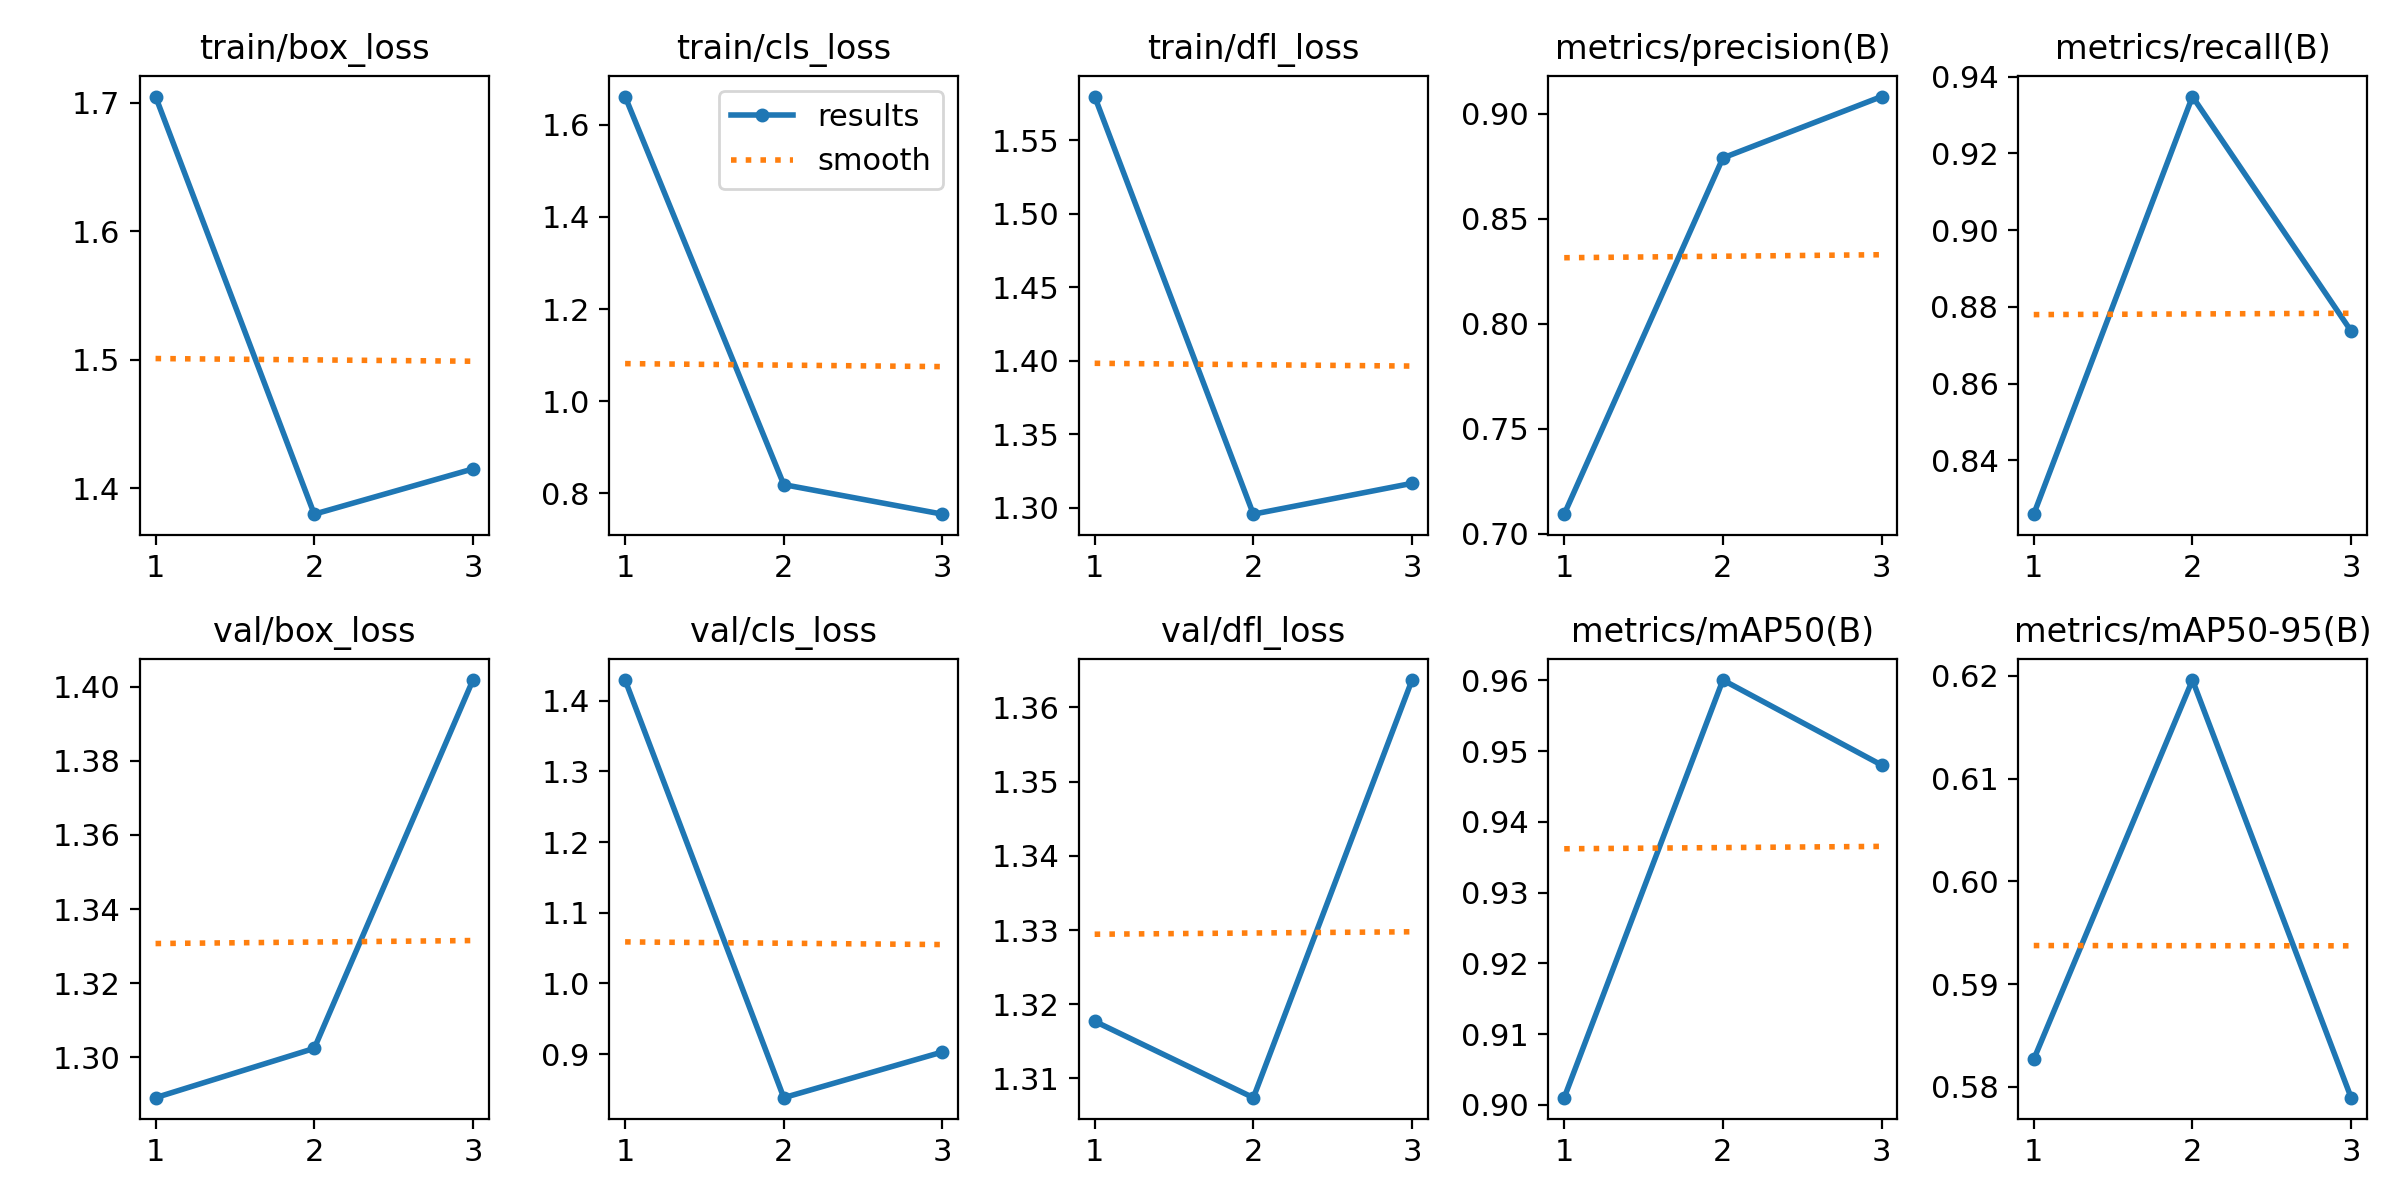 train/box_loss
1.7
1.6
1.5
1.4
1 2 3
train/cls_loss
results
smooth
1.6
1.4
1.2
1.0
0.8
1 2 3
train/dfl_loss
1.55
1.50
1.45
1.40
1.35
1.30
1 2 3
metrics/precision(B)
0.90
0.85
0.80
0.75
0.70
1 2 3
metrics/recall(B)
0.94
0.92
0.90
0.88
0.86
0.84
1 2 3
val/box_loss
1.40
1.38
1.36
1.34
1.32
1.30
1 2 3
val/cls_loss
1.4
1.3
1.2
1.1
1.0
0.9
1 2 3
val/dfl_loss
1.36
1.35
1.34
1.33
1.32
1.31
1 2 3
metrics/mAP50(B)
0.96
0.95
0.94
0.93
0.92
0.91
0.90
1 2 3
metrics/mAP50-95(B)
0.62
0.61
0.60
0.59
0.58
1 2 3